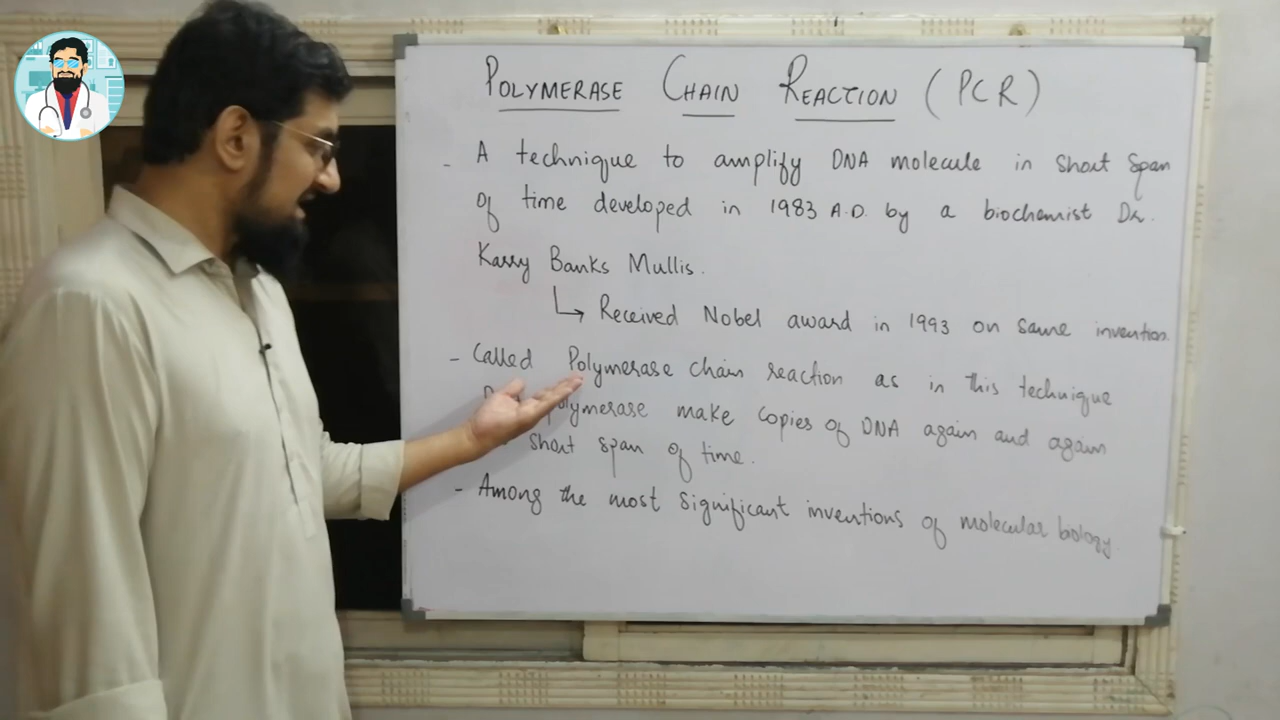 POLYMERASE CHAIN REACTION (PCR)
- A technique to amplify DNA molecule in short span
of time developed in 1983 A.D. by a biochemist Dr.
Karry Banks Mullis.
↳ Received Nobel award in 1993 on same invention.
- Called Polymerase chain reaction as in this technique
polymerase make copies of DNA again and again
short span of time.
- Among the most significant inventions of molecular biology.